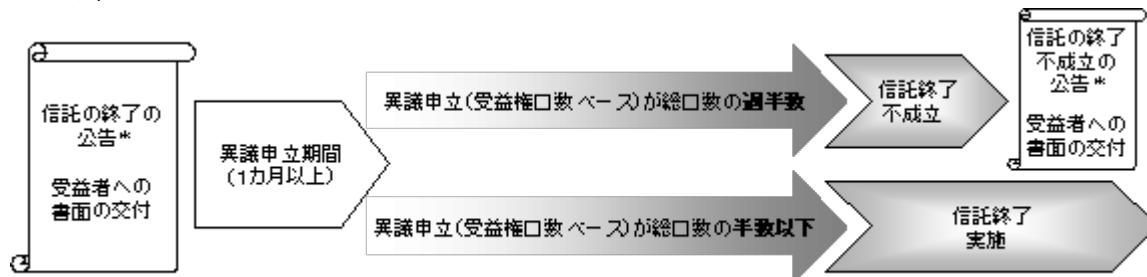 信託の終了の
公告*
受益者への
書面の交付
異議申立期間
(1カ月以上)
異議申立(受益権口数ベース)が総口数の過半数
信託終了
不成立
信託の終了
不成立の
公告*
受益者への
書面の交付
異議申立(受益権口数ベース)が総口数の半数以下
信託終了
実施